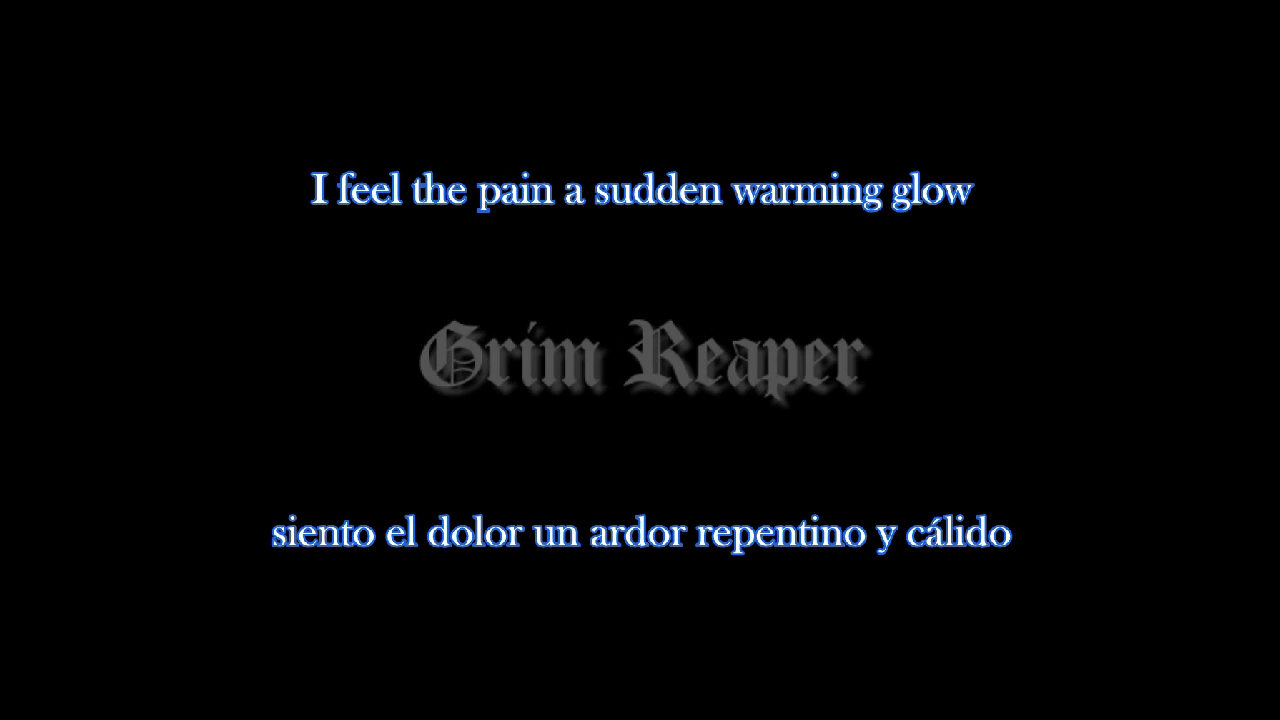 I feel the pain a sudden warming glow
Grim Reaper
siento el dolor un ardor repentino y cálido